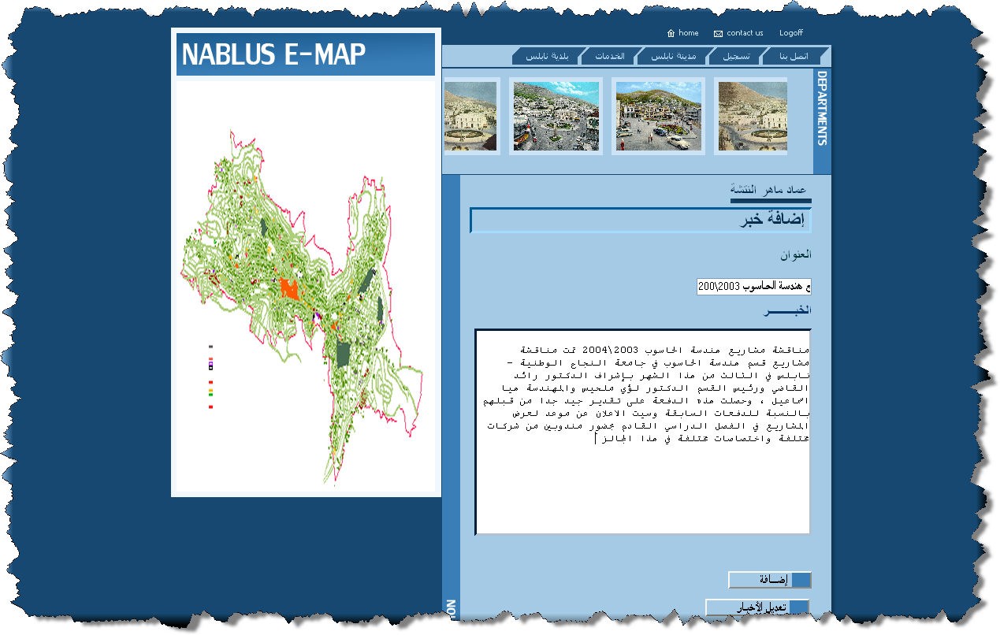 NABLUS E-MAP
home
contact us
Logoff
اتصل بنا
تسجيل
مدينة نابلس
الخدمات
بلدية نابلس
DEPARTMENTS
عماد ماهر النتشة
إضافة خبر
العنوان
ع هندسة الحاسوب 2003\200
الخبـــــر
مناقشة مشاريع هندسة الحاسوب 2003\2004 تمت مناقشة
مشاريع قسم هندسة الحاسوب في جامعة النجاح الوطنية -
نابلس في الثالث من هذا الشهر بإشراف الدكتور رائد
القاضي ورئيس القسم الدكتور لؤي ملحيس والمهندسة هيا
اسماعيل ، وحصلت هذه الدفعة على تقدير جيد جدا من قبلهم
بالنسبة للدفعات السابقة وسيت الاعلان عن موعد لعرض
المشاريع في الفصل الدراسي القادم بحضور مندوبين من شركات
مختلفة واختصاصات مختلفة في هذا المجالز
إضـافة
تعديل الأخبار
ON